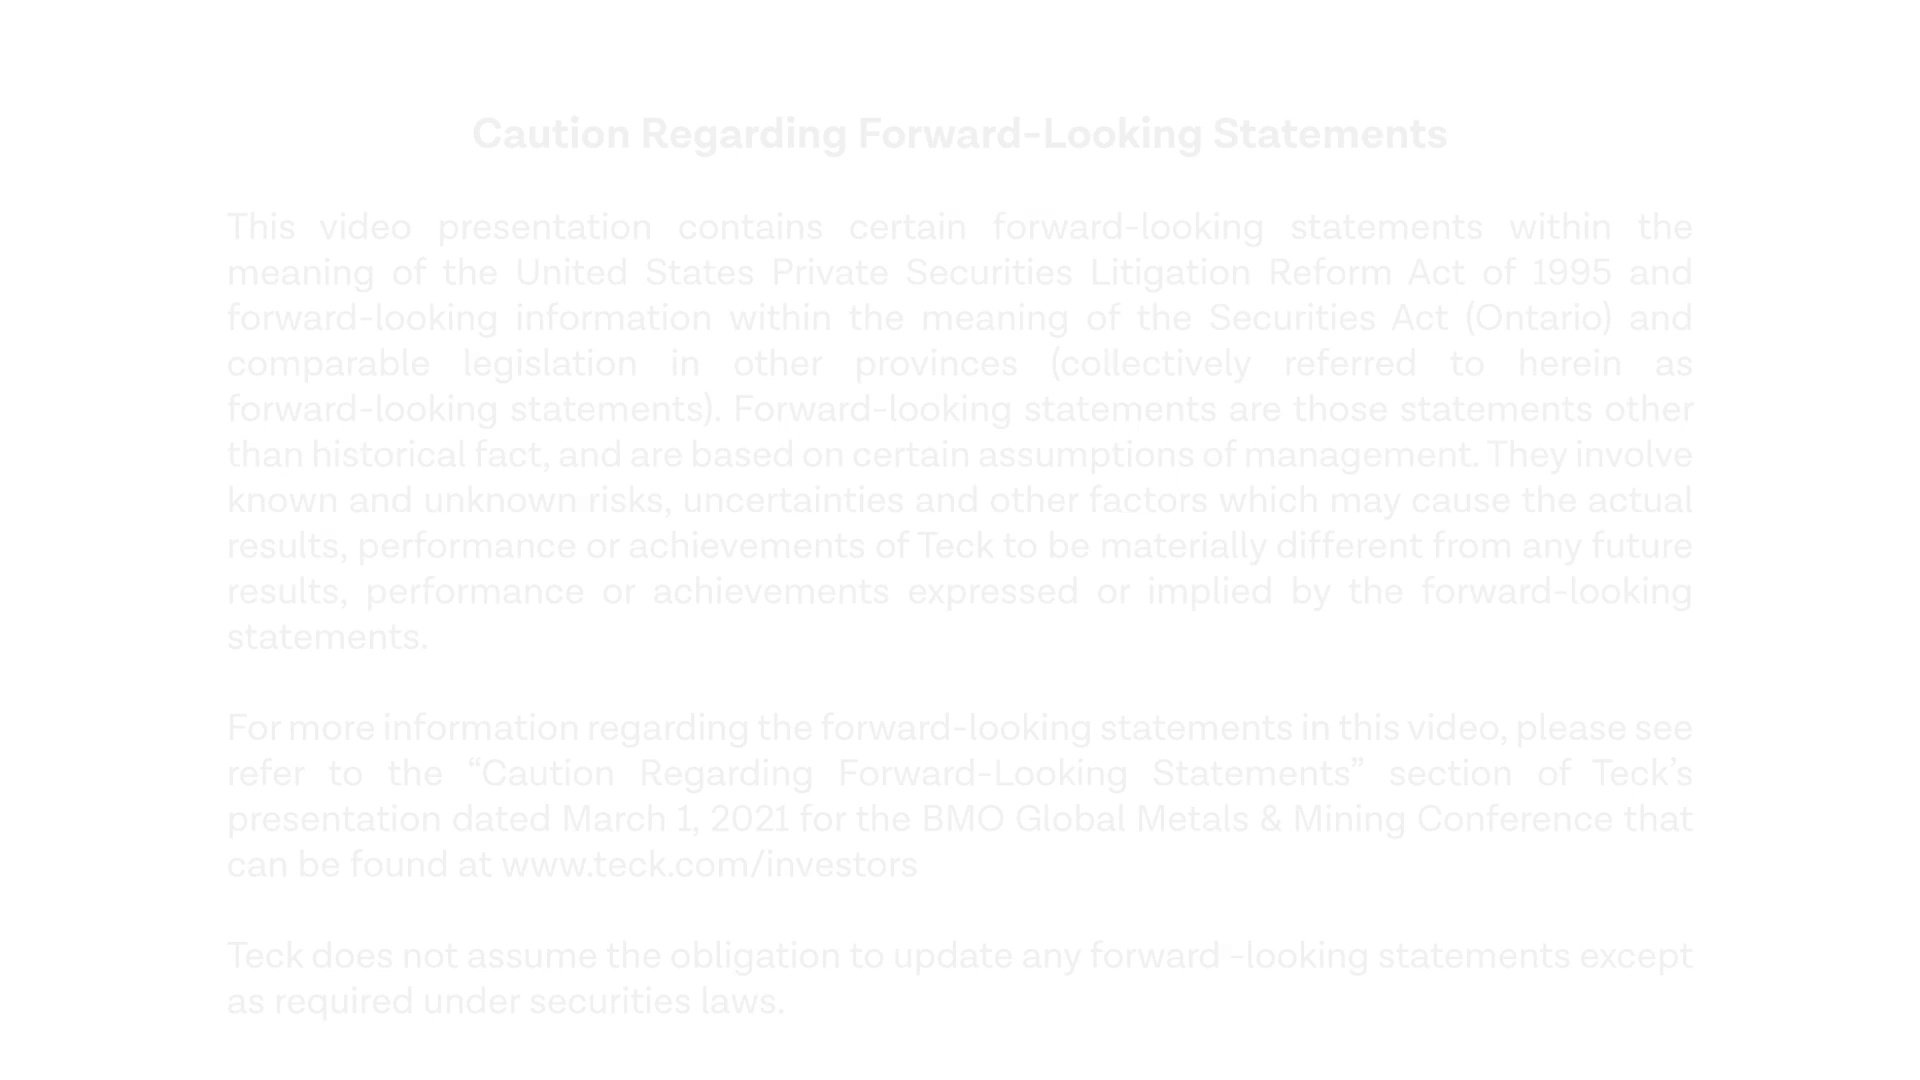 Caution Regarding Forward-Looking Statements
This video presentation contains certain forward-looking statements within the
meaning of the United States Private Securities Litigation Reform Act of 1995 and
forward-looking information within the meaning of the Securities Act (Ontario) and
comparable legislation in other provinces (collectively referred to herein as
forward-looking statements). Forward-looking statements are those statements other
than historical fact, and are based on certain assumptions of management. They involve
known and unknown risks, uncertainties and other factors which may cause the actual
results, performance or achievements of Teck to be materially different from any future
results, performance or achievements expressed or implied by the forward-looking
statements.
For more information regarding the forward-looking statements in this video, please see
refer to the “Caution Regarding Forward-Looking Statements” section of Teck’s
presentation dated March 1, 2021 for the BMO Global Metals & Mining Conference that
can be found at www.teck.com/investors
Teck does not assume the obligation to update any forward -looking statements except
as required under securities laws.